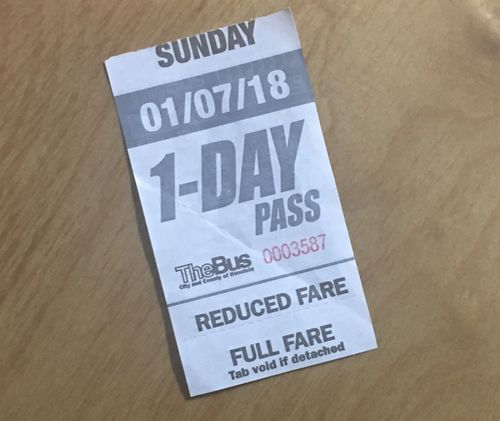 SUNDAY
01/07/18
1-DAY
PASS
TheBus 0003587
City and County of Honolulu
REDUCED FARE
FULL FARE
Tab void if detached